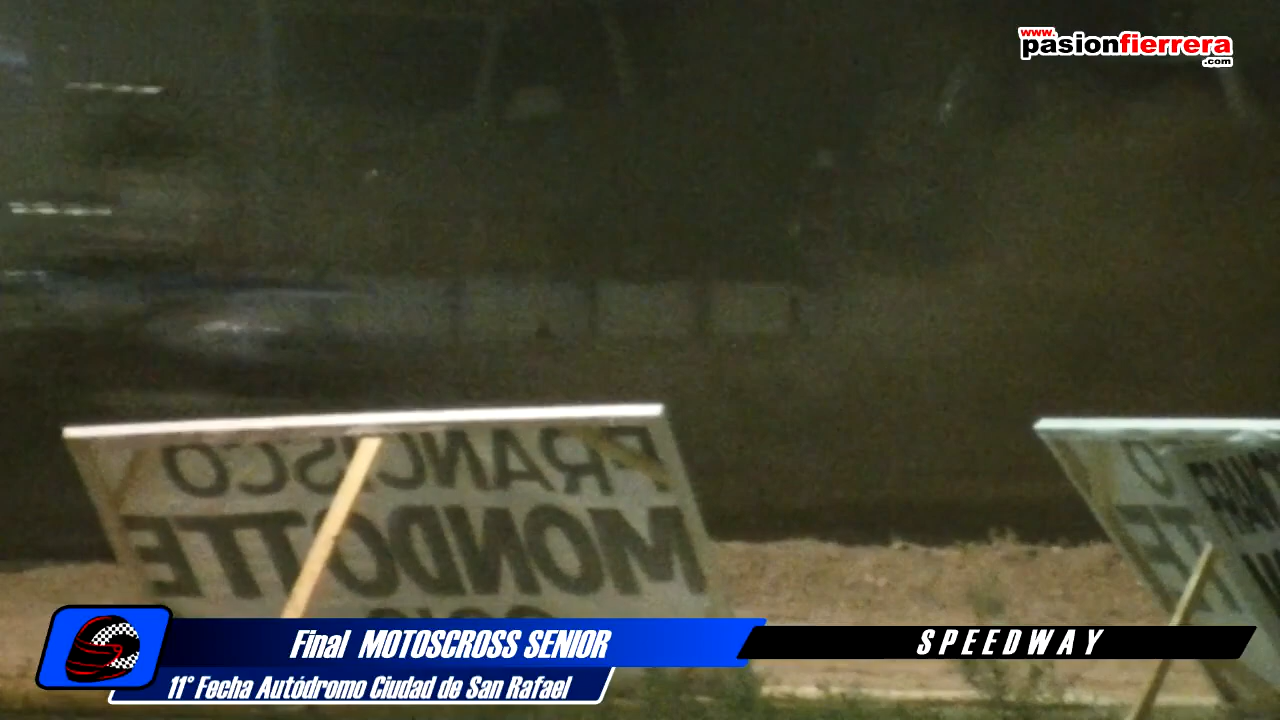 www.
pasionfierrera
.com
FRANCISCO
MONDOTTE
Final MOTOSCROSS SENIOR
SPEEDWAY
11° Fecha Autódromo Ciudad de San Rafael